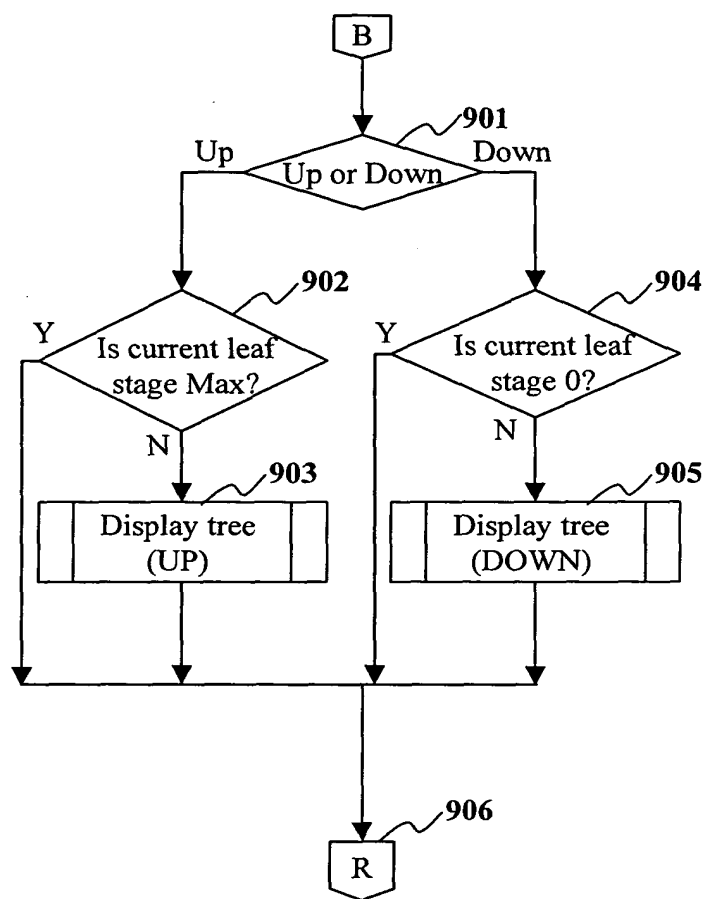 B
901
Up
Down
Up or Down
902
904
Y
Is current leaf
stage Max?
Y
Is current leaf
stage 0?
N
N
903
905
Display tree
(UP)
Display tree
(DOWN)
906
R